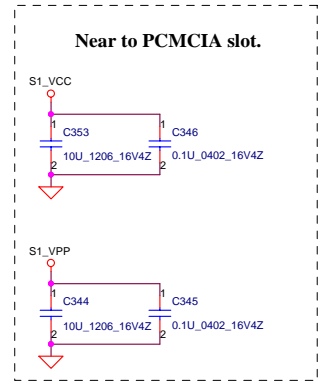 Near to PCMCIA slot.
S1_VCC
1 1
C353 C346
10U_1206_16V4Z 0.1U_0402_16V4Z
2 2
S1_VPP
1 1
C344 C345
10U_1206_16V4Z 0.1U_0402_16V4Z
2 2